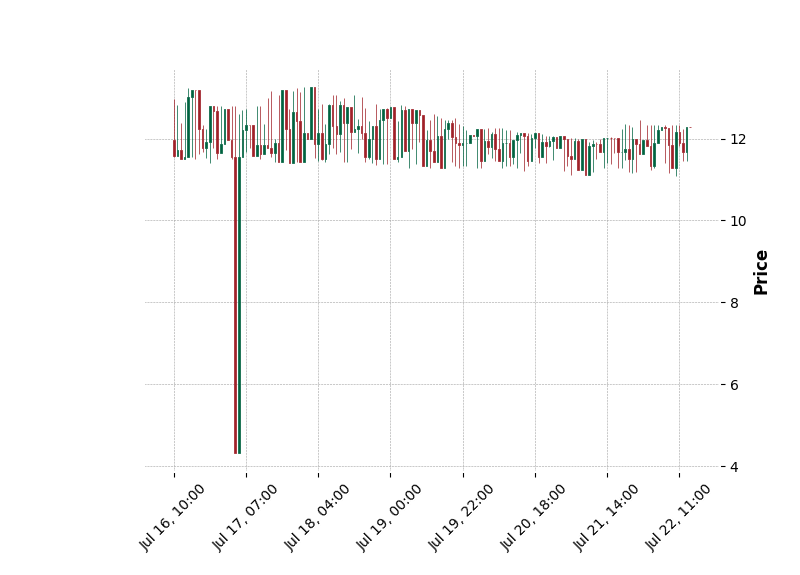 12
10
8
6
4
Price
Jul 16, 10:00
Jul 17, 07:00
Jul 18, 04:00
Jul 19, 00:00
Jul 19, 22:00
Jul 20, 18:00
Jul 21, 14:00
Jul 22, 11:00